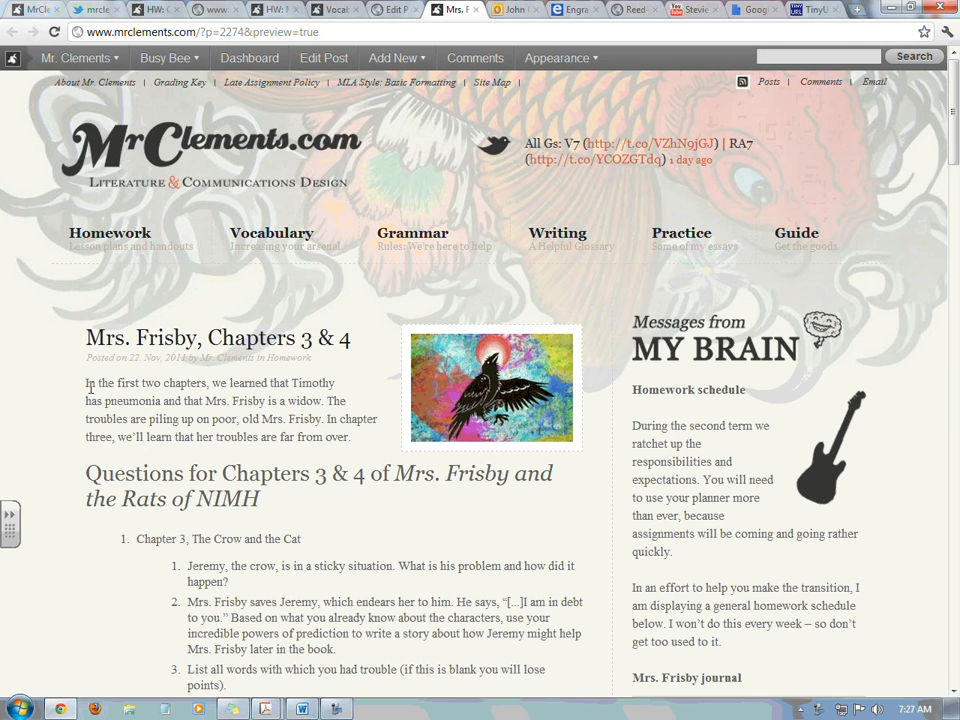 MrCle
mrcle
HW: C
www.
HW: M
Vocab
Edit P
Mrs. F
John
Engra
Reed-
Stevie
Googl
TinyU
www.mrclements.com/?p=2274&preview=true
Mr. Clements Busy Bee Dashboard Edit Post Add New Comments Appearance Search
About Mr. Clements | Grading Key | Late Assignment Policy | MLA Style: Basic Formatting | Site Map | Posts Comments Email
MrClements.com
Literature & Communications Design
All Gs: V7 (http://t.co/VZhN9jGJ) | RA7
(http://t.co/YCOZGTdq) 1 day ago
Homework Vocabulary Grammar Writing Practice Guide
Lesson plans and handouts Increasing your arsenal Rules: We're here to help A Helpful Glossary Some of my essays Get the goods
Mrs. Frisby, Chapters 3 & 4
Posted on 22. Nov, 2011 by Mr. Clements in Homework
In the first two chapters, we learned that Timothy
has pneumonia and that Mrs. Frisby is a widow. The
troubles are piling up on poor, old Mrs. Frisby. In chapter
three, we'll learn that her troubles are far from over.
Questions for Chapters 3 & 4 of Mrs. Frisby and
the Rats of NIMH
1. Chapter 3, The Crow and the Cat
1. Jeremy, the crow, is in a sticky situation. What is his problem and how did it
happen?
2. Mrs. Frisby saves Jeremy, which endears her to him. He says, “[...]I am in debt
to you.” Based on what you already know about the characters, use your
incredible powers of prediction to write a story about how Jeremy might help
Mrs. Frisby later in the book.
3. List all words with which you had trouble (if this is blank you will lose
points).
Messages from
MY BRAIN
Homework schedule
During the second term we
ratchet up the
responsibilities and
expectations. You will need
to use your planner more
than ever, because
assignments will be coming and going rather
quickly.
In an effort to help you make the transition, I
am displaying a general homework schedule
below. I won't do this every week – so don't
get too used to it.
Mrs. Frisby journal
7:27 AM